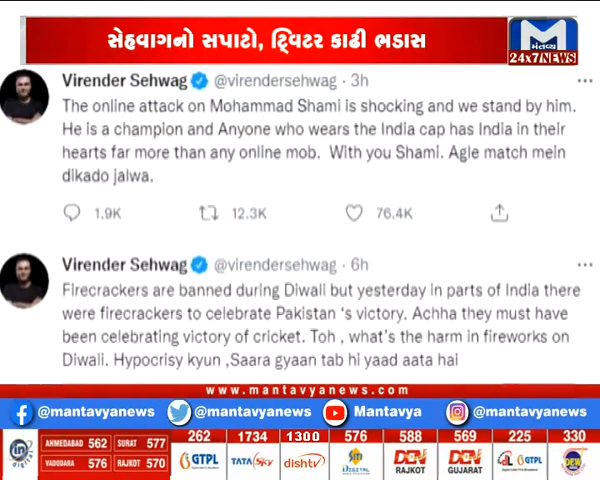 સેહવાગનો સપાટો, ટ્વિટર કાઢી ભડાસ
મંતવ્ય
24x7NEWS
Virender Sehwag @virendersehwag · 3h
The online attack on Mohammad Shami is shocking and we stand by him.
He is a champion and Anyone who wears the India cap has India in their
hearts far more than any online mob. With you Shami. Agle match mein
dikado jalwa.
1.9K 12.3K 76.4K
Virender Sehwag @virendersehwag · 6h
Firecrackers are banned during Diwali but yesterday in parts of India there
were firecrackers to celebrate Pakistan 's victory. Achha they must have
been celebrating victory of cricket. Toh , what's the harm in fireworks on
Diwali. Hypocrisy kyun ,Saara gyaan tab hi yaad aata hai
www.mantavyanews.com
@mantavyanews @mantavyanews Mantavya @mantavyanews
in digital
AHMEDABAD 562 SURAT 577
VADODARA 576 RAJKOT 570
262 1734 1300 576 588 569 225 330
GTPL TATA Sky dishtv DIGITAL DEN RAJKOT DEN GUJARAT GTPL DEW